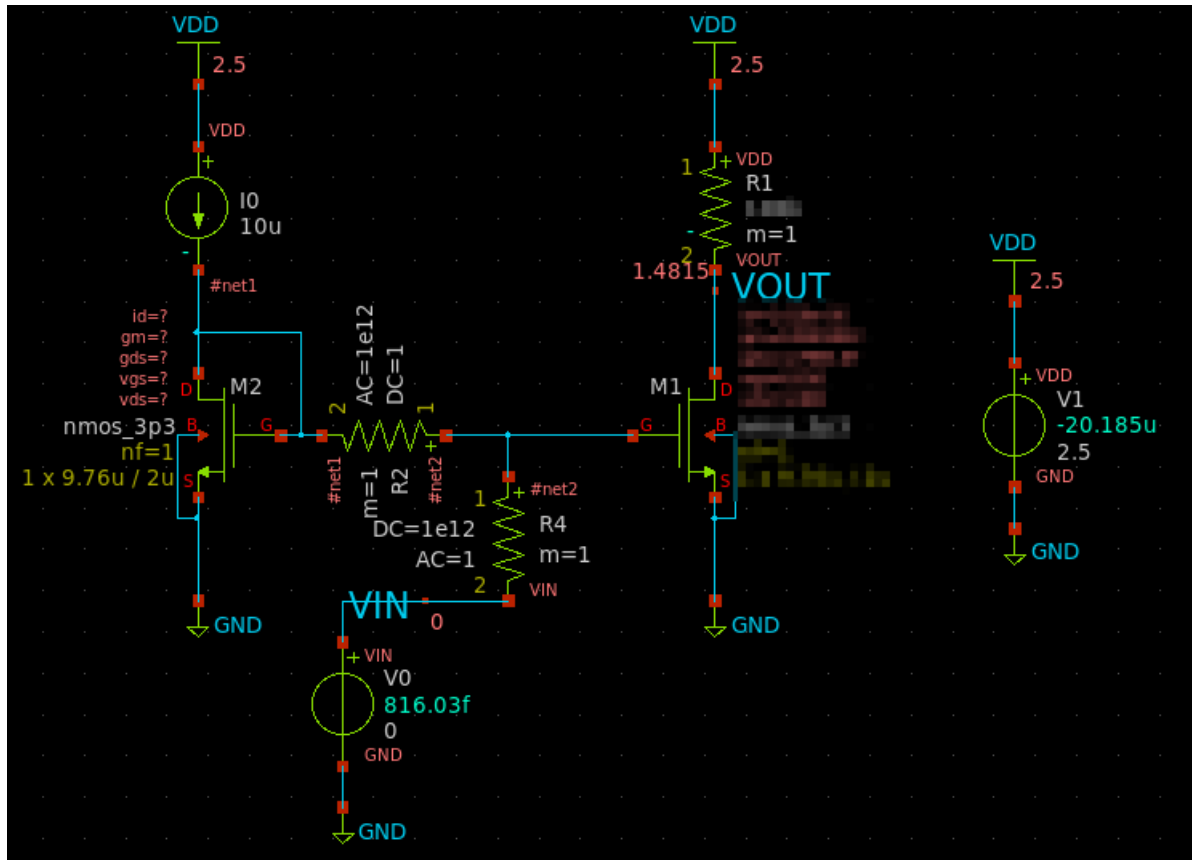 VDD
2.5
VDD
+
I0
10u
-
#net1
id=?
gm=?
gds=?
vgs=?
vds=?
D
M2
B
G
nmos_3p3
nf=1
S
1 x 9.76u / 2u
GND
AC=1e12
DC=1
2
1
+
#net1
m=1
R2
#net2
1
+
#net2
DC=1e12
R4
AC=1
m=1
2
VIN
VIN
0
+
VIN
V0
816.03f
0
GND
GND
VDD
2.5
1
+
VDD
R1
-
m=1
2
VOUT
1.4815
VOUT
M1
D
G
B
S
GND
VDD
2.5
+
VDD
V1
-20.185u
2.5
GND
GND